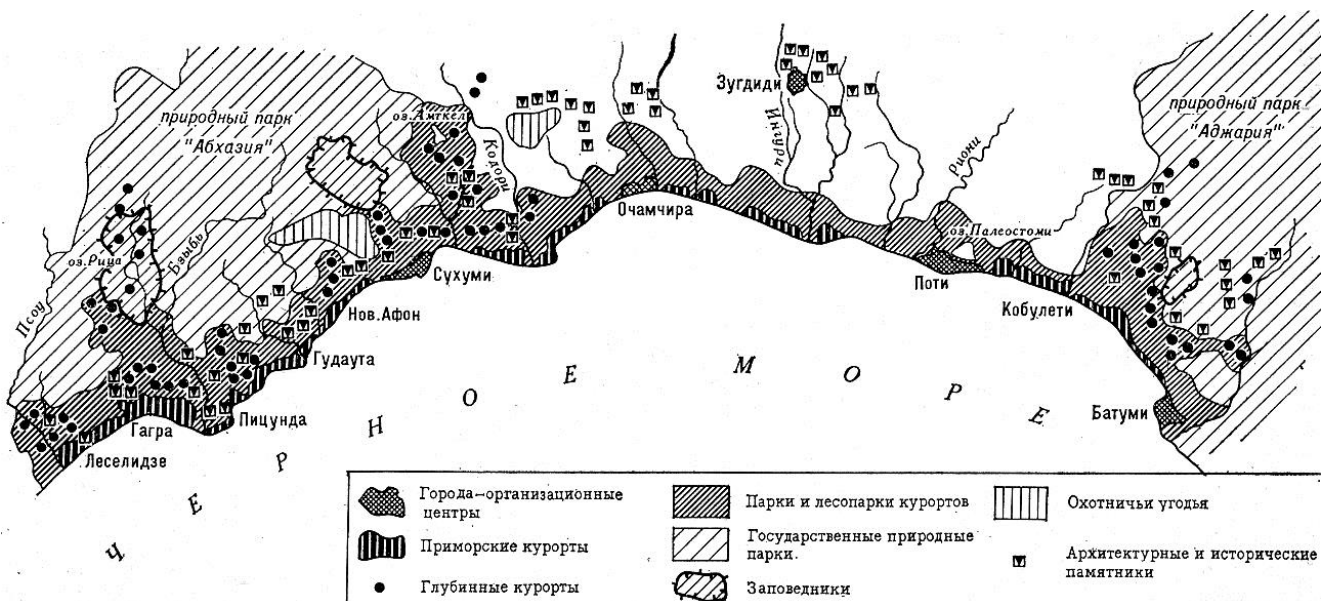 природный парк
"Абхазия"
оз. Амткел
Кодори
Зугдиди
Ингури
Риони
природный парк
"Аджария"
оз. Рица
Бзыбь
Псоу
Очамчира
Сухуми
Нов. Афон
Гудаута
Пицунда
Гагра
Леселидзе
оз. Палеостоми
Поти
Кобулети
Батуми
ЧЕРНОЕ МОРЕ
Города-организационные
центры
Приморские курорты
Глубинные курорты
Парки и лесопарки курортов
Государственные природные
парки.
Заповедники
Охотничьи угодья
Архитектурные и исторические
памятники